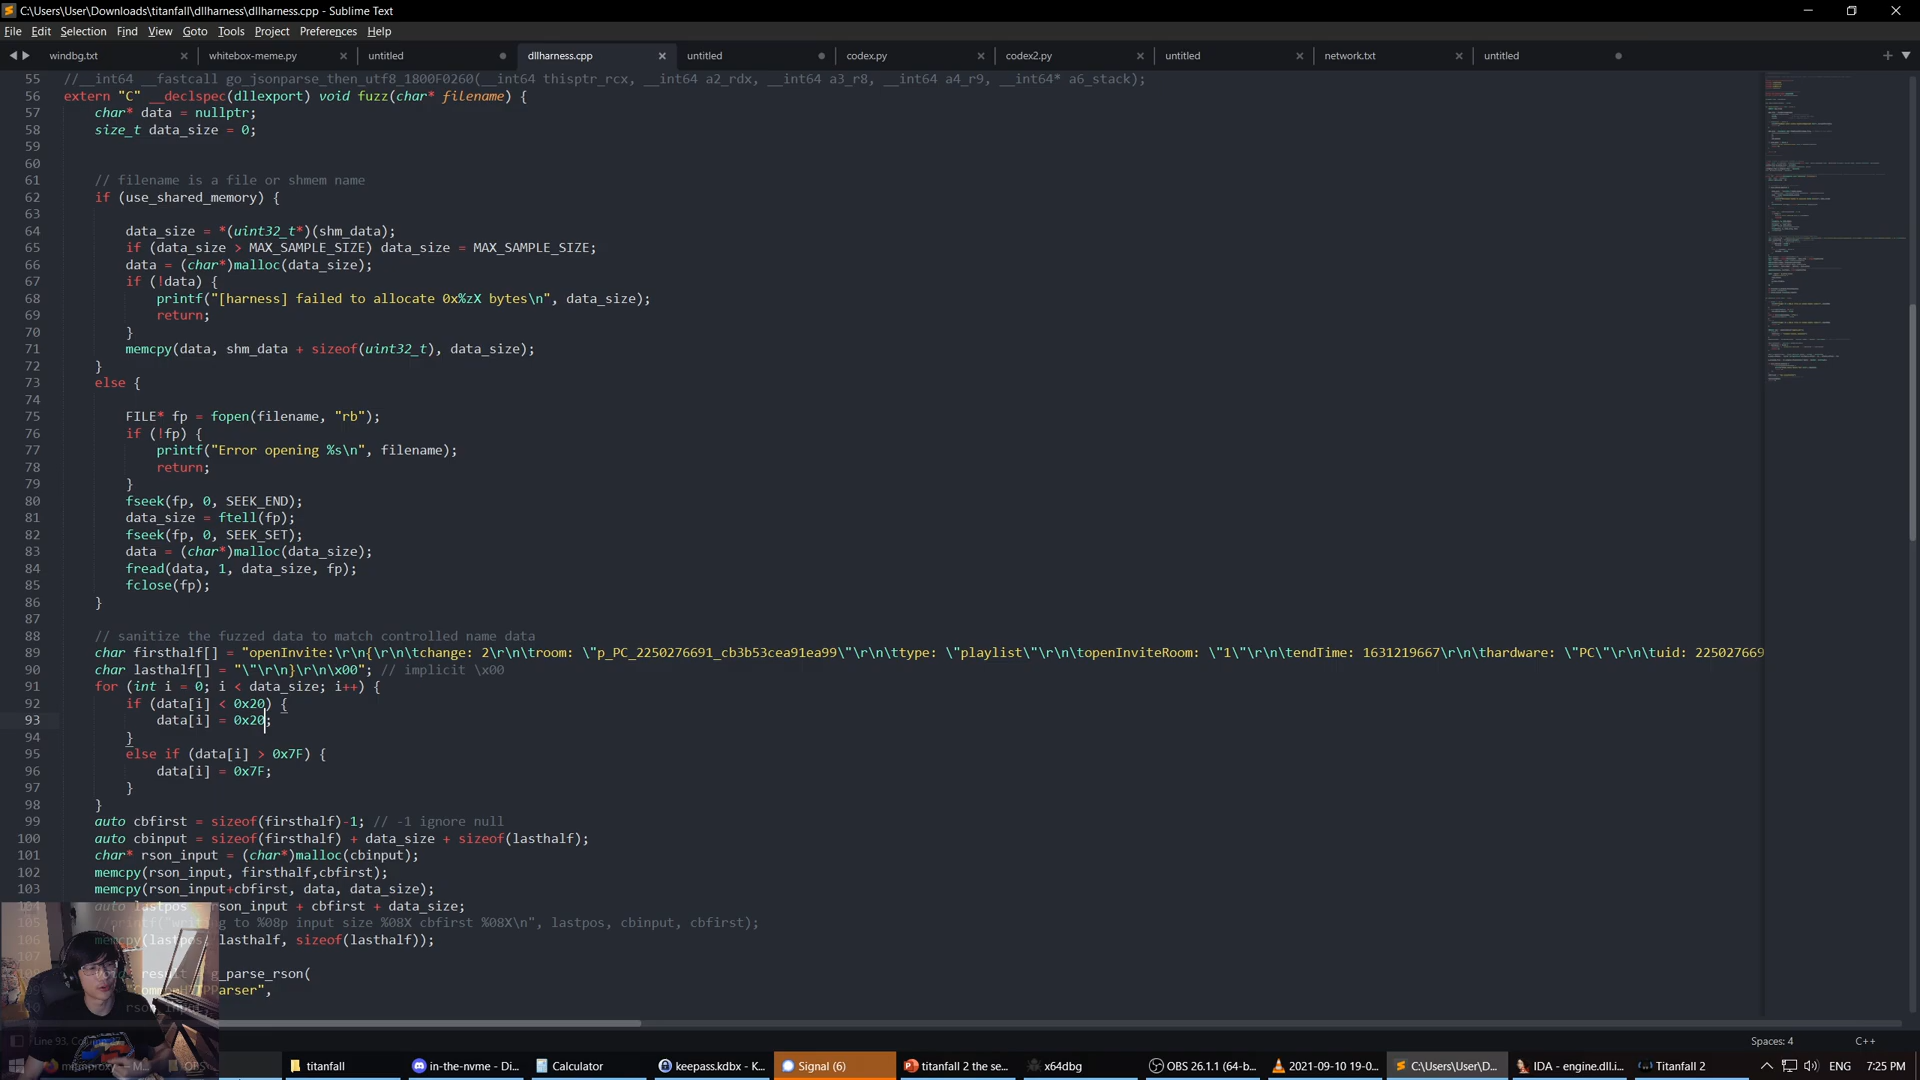 C:\Users\User\Downloads\titanfall\dllharness\dllharness.cpp - Sublime Text
File Edit Selection Find View Goto Tools Project Preferences Help
windbg.txt whitebox-meme.py untitled dllharness.cpp untitled codex.py codex2.py untitled network.txt untitled
55 //__int64 __fastcall go_jsonparse_then_utf8_1800F0260(__int64 thisptr_rcx, __int64 a2_rdx, __int64 a3_r8, __int64 a4_r9, __int64* a6_stack);
56 extern "C" __declspec(dllexport) void fuzz(char* filename) {
57 char* data = nullptr;
58 size_t data_size = 0;
59
60
61 // filename is a file or shmem name
62 if (use_shared_memory) {
63
64 data_size = *(uint32_t*)(shm_data);
65 if (data_size > MAX_SAMPLE_SIZE) data_size = MAX_SAMPLE_SIZE;
66 data = (char*)malloc(data_size);
67 if (!data) {
68 printf("[harness] failed to allocate 0x%zX bytes\n", data_size);
69 return;
70 }
71 memcpy(data, shm_data + sizeof(uint32_t), data_size);
72 }
73 else {
74
75 FILE* fp = fopen(filename, "rb");
76 if (!fp) {
77 printf("Error opening %s\n", filename);
78 return;
79 }
80 fseek(fp, 0, SEEK_END);
81 data_size = ftell(fp);
82 fseek(fp, 0, SEEK_SET);
83 data = (char*)malloc(data_size);
84 fread(data, 1, data_size, fp);
85 fclose(fp);
86 }
87
88 // sanitize the fuzzed data to match controlled name data
89 char firsthalf[] = "openInvite:\r\n{\r\n\tchange: 2\r\n\troom: \"p_PC_2250276691_cb3b53cea91ea99\"\r\n\ttype: \"playlist\"\r\n\topenInviteRoom: \"1\"\r\n\tendTime: 1631219667\r\n\thardware: \"PC\"\r\n\tuid: 225027669
90 char lasthalf[] = "\"\r\n}\r\n\x00"; // implicit \x00
91 for (int i = 0; i < data_size; i++) {
92 if (data[i] < 0x20) {
93 data[i] = 0x20;
94 }
95 else if (data[i] > 0x7F) {
96 data[i] = 0x7F;
97 }
98 }
99 auto cbfirst = sizeof(firsthalf)-1; // -1 ignore null
100 auto cbinput = sizeof(firsthalf) + data_size + sizeof(lasthalf);
101 char* rson_input = (char*)malloc(cbinput);
102 memcpy(rson_input, firsthalf,cbfirst);
103 memcpy(rson_input+cbfirst, data, data_size);
104 auto lastpos = rson_input + cbfirst + data_size;
105 //printf("writing to %08p input size %08X cbfirst %08X\n", lastpos, cbinput, cbfirst);
106 memcpy(lastpos, lasthalf, sizeof(lasthalf));
107
result = g_parse_rson(
Parser",
110 rson_input,
Line 93, Column
Spaces: 4 C++
titanfall in-the-nvme - Di... Calculator keepass.kdbx - K... Signal (6) titanfall 2 the se... x64dbg OBS 26.1.1 (64-b... 2021-09-10 19-0... C:\Users\User\D... IDA - engine.dll.i... Titanfall 2 ENG 7:25 PM